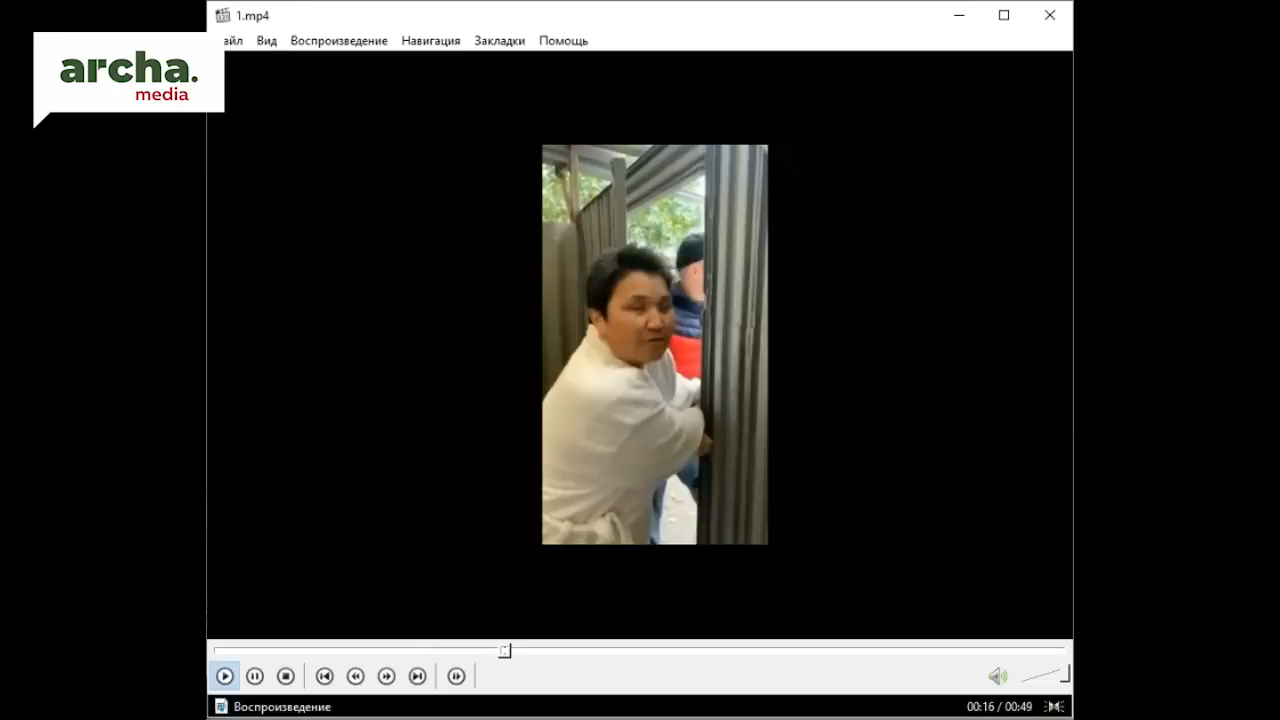 1.mp4
айл Вид Воспроизведение Навигация Закладки Помощь
archa.
media
Воспроизведение
00:16 / 00:49